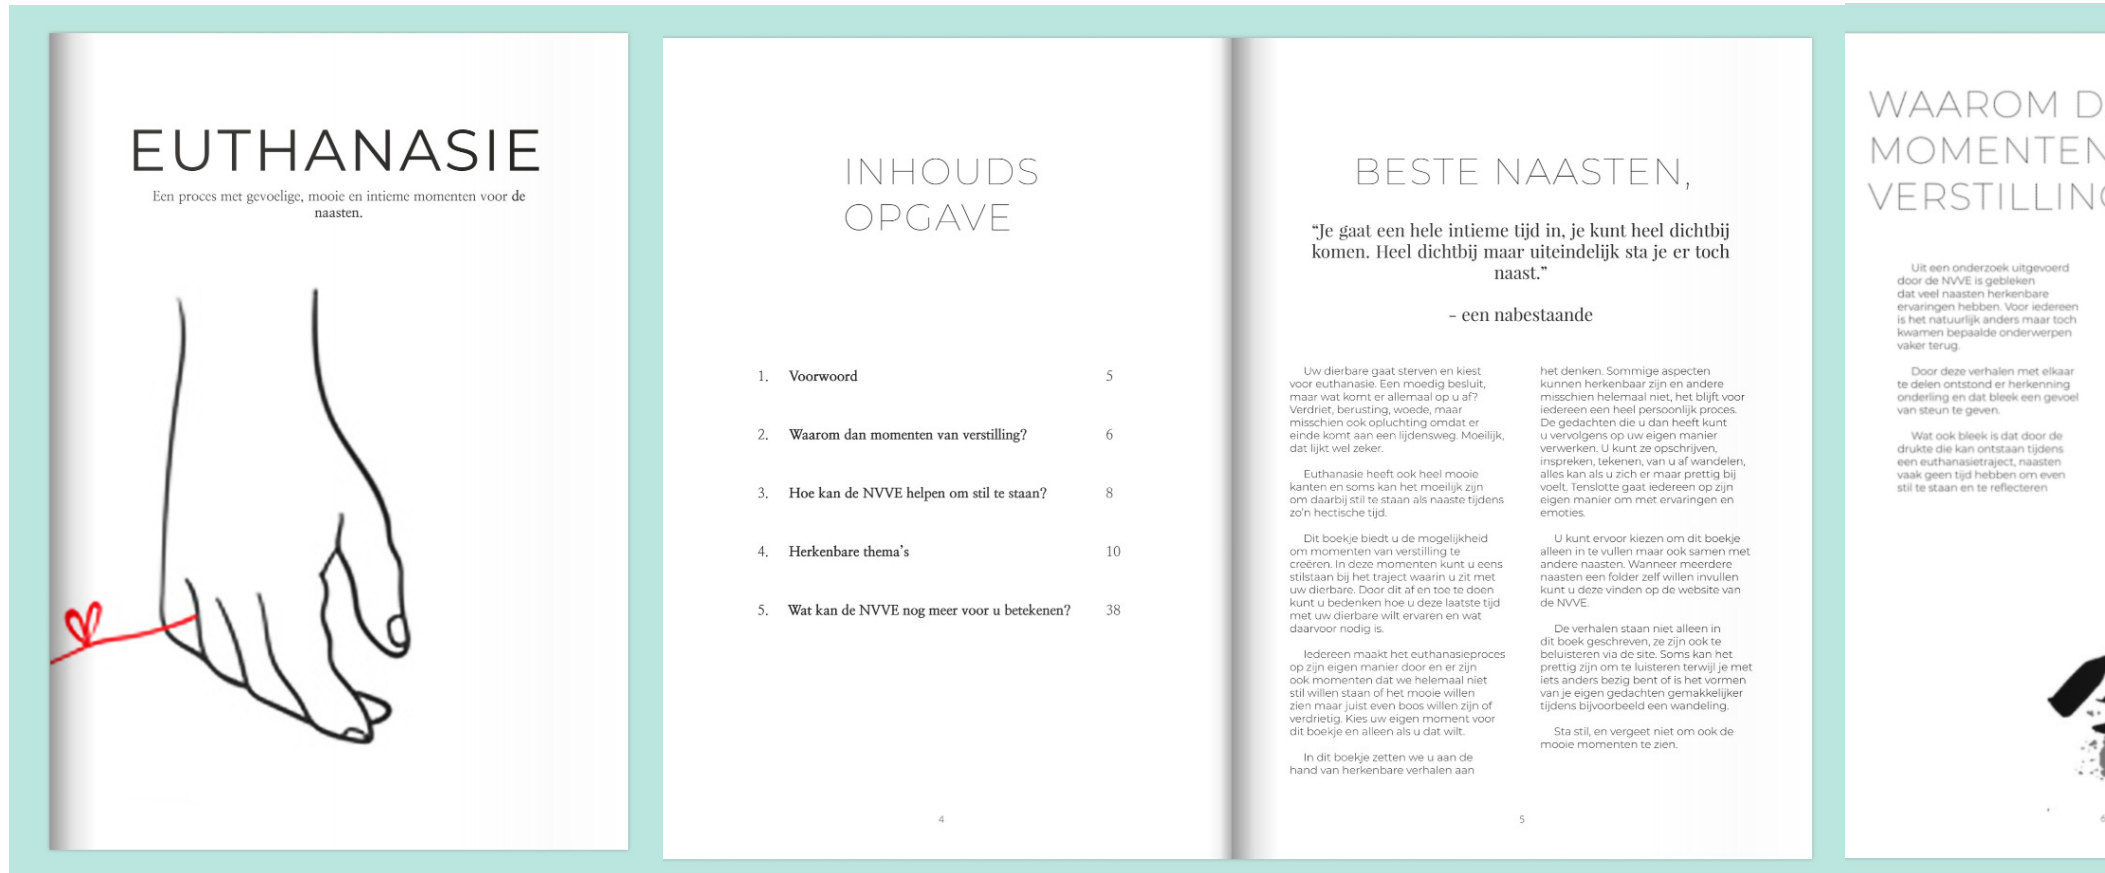 EUTHANASIE
Een proces met gevoelige, mooie en intieme momenten voor de
naasten.
INHOUDS
OPGAVE
1. Voorwoord 5
2. Waarom dan momenten van verstilling? 6
3. Hoe kan de NVVE helpen om stil te staan? 8
4. Herkenbare thema's 10
5. Wat kan de NVVE nog meer voor u betekenen? 38
4
BESTE NAASTEN,
“Je gaat een hele intieme tijd in, je kunt heel dichtbij
komen. Heel dichtbij maar uiteindelijk sta je er toch
naast.”
- een nabestaande
Uw dierbare gaat sterven en kiest
voor euthanasie. Een moedig besluit,
maar wat komt er allemaal op u af?
Verdriet, berusting, woede, maar
misschien ook opluchting omdat er
einde komt aan een lijdensweg. Moeilijk,
dat lijkt wel zeker.
Euthanasie heeft ook heel mooie
kanten en soms kan het moeilijk zijn
om daarbij stil te staan als naaste tijdens
zo'n hectische tijd.
Dit boekje biedt u de mogelijkheid
om momenten van verstilling te
creëren. In deze momenten kunt u eens
stilstaan bij het traject waarin u zit met
uw dierbare. Door dit af en toe te doen
kunt u bedenken hoe u deze laatste tijd
met uw dierbare wilt ervaren en wat
daarvoor nodig is.
Iedereen maakt het euthanasieproces
op zijn eigen manier door en er zijn
ook momenten dat we helemaal niet
stil willen staan of het mooie willen
zien maar juist even boos willen zijn of
verdrietig. Kies uw eigen moment voor
dit boekje en alleen als u dat wilt.
In dit boekje zetten we u aan de
hand van herkenbare verhalen aan
het denken. Sommige aspecten
kunnen herkenbaar zijn en andere
misschien helemaal niet, het blijft voor
iedereen een heel persoonlijk proces.
De gedachten die u dan heeft kunt
u vervolgens op uw eigen manier
verwerken. U kunt ze opschrijven,
inspreken, tekenen, van u af wandelen,
alles kan als u zich er maar prettig bij
voelt. Tenslotte gaat iedereen op zijn
eigen manier om met ervaringen en
emoties.
U kunt ervoor kiezen om dit boekje
alleen in te vullen maar ook samen met
andere naasten. Wanneer meerdere
naasten een folder zelf willen invullen
kunt u deze vinden op de website van
de NVVE.
De verhalen staan niet alleen in
dit boek geschreven, ze zijn ook te
beluisteren via de site. Soms kan het
prettig zijn om te luisteren terwijl je met
iets anders bezig bent of is het vormen
van je eigen gedachten gemakkelijker
tijdens bijvoorbeeld een wandeling.
Sta stil, en vergeet niet om ook de
mooie momenten te zien.
5
WAAROM D
MOMENTEN
VERSTILLING
Uit een onderzoek uitgevoerd
door de NVVE is gebleken
dat veel naasten herkenbare
ervaringen hebben. Voor iedereen
is het natuurlijk anders maar toch
kwamen bepaalde onderwerpen
vaker terug.
Door deze verhalen met elkaar
te delen ontstond er herkenning
onderling en dat bleek een gevoel
van steun te geven.
Wat ook bleek is dat door de
drukte die kan ontstaan tijdens
een euthanasietraject, naasten
vaak geen tijd hebben om even
stil te staan en te reflecteren
6